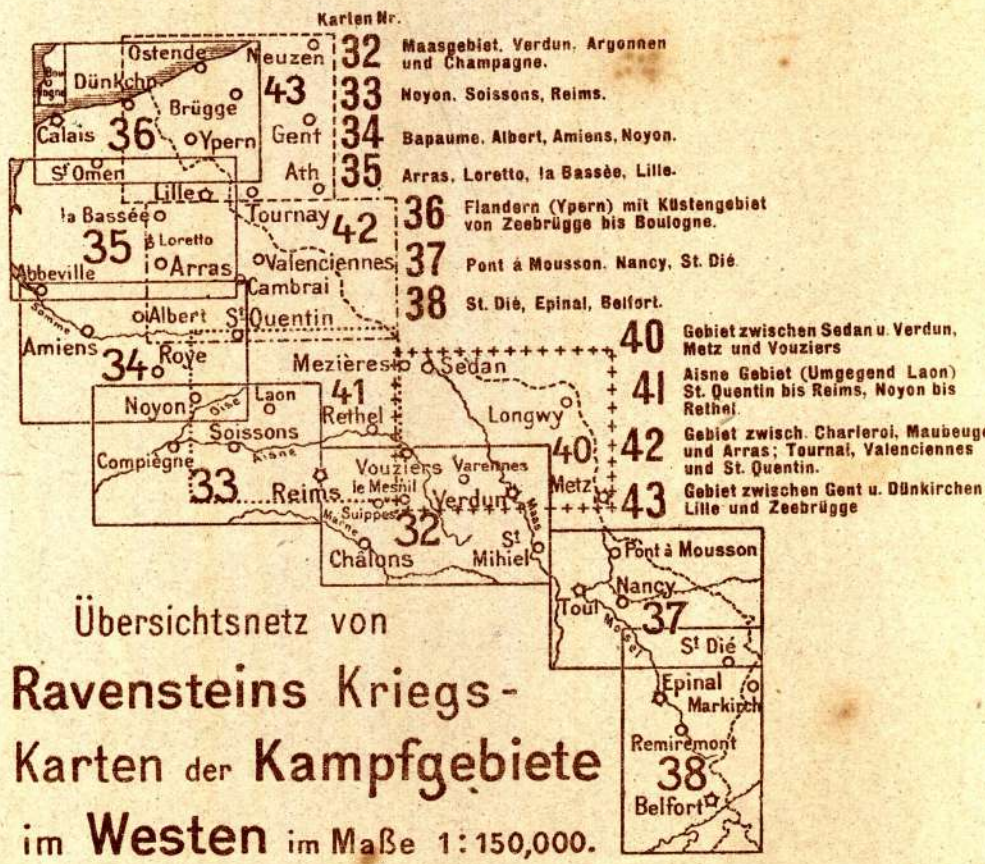 Karten Nr.
32 Maasgebiet, Verdun, Argonnen
und Champagne.
33 Noyon, Soissons, Reims.
34 Bapaume, Albert, Amiens, Noyon.
35 Arras, Loretto, la Bassèe, Lille.
36 Flandern (Ypern) mit Küstengebiet
von Zeebrügge bis Boulogne.
37 Pont á Mousson, Nancy, St. Dié
38 St. Dié, Epinal, Belfort.
40 Gebiet zwischen Sedan u. Verdun,
Metz und Vouziers
41 Aisne Gebiet (Umgegend Laon)
St. Quentin bis Reims, Noyon bis
Rethel.
42 Gebiet zwisch. Charleroi, Maubeuge
und Arras; Tournai, Valenciennes
und St. Quentin.
43 Gebiet zwischen Gent u. Dünkirchen
Lille und Zeebrügge
Ostende
Neuzen
Dünkchn.
43
Brügge
Calais
36
Ypern
Gent
St Omen
Ath
Lille
la Bassée
Tournay
42
35
Loretto
Arras
Valenciennes
Abbeville
Cambrai
Somme
Albert
St Quentin
Amiens
34
Roye
Mezières
Sedan
Noyon
Oise
Laon
41
Rethel
Longwy
Soissons
Compiègne
Aisne
Vouziers
Varennes
40
33
Reims
le Mesnil
Verdun
Metz
Suippes
32
Maas
Marne
Châlons
St
Mihiel
Pont à Mousson
Toul
Nancy
37
Mosel
St Dié
Epinal
Markirch
Remiremont
38
Belfort
Übersichtsnetz von
Ravensteins Kriegs-
Karten der Kampfgebiete
im Westen im Maße 1:150,000.